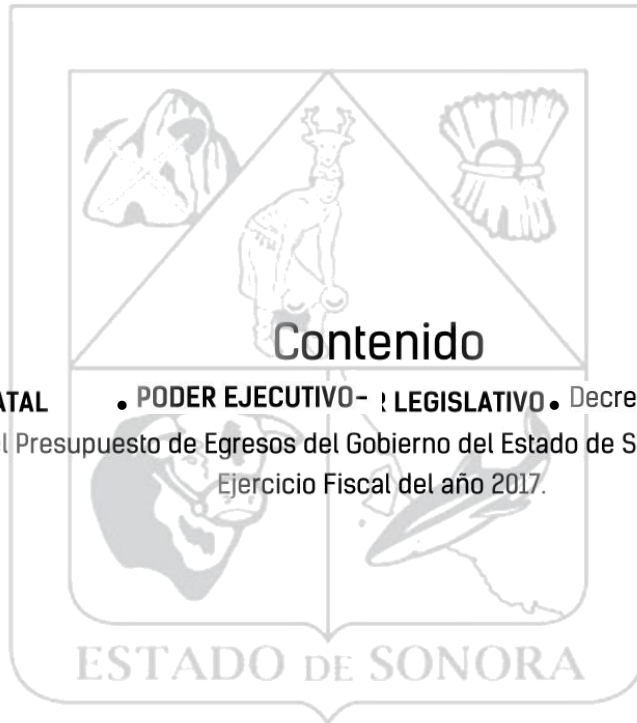 Contenido
ATAL • PODER EJECUTIVO- LEGISLATIVO • Decre
l Presupuesto de Egresos del Gobierno del Estado de S
Ejercicio Fiscal del año 2017.
ESTADO DE SONORA